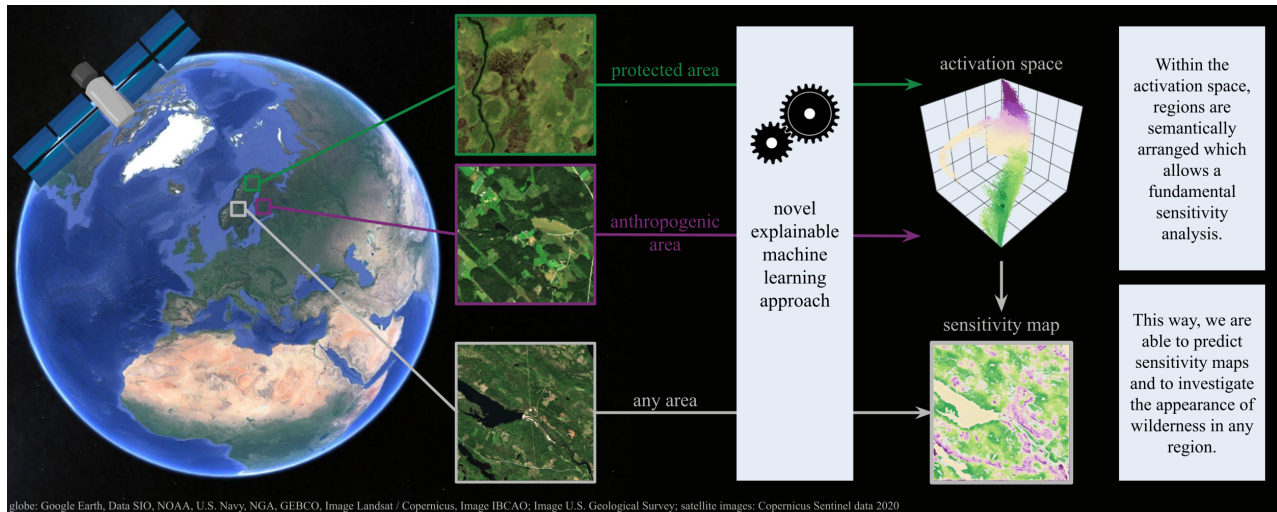 protected area
anthropogenic
area
any area
novel
explainable
machine
learning
approach
activation space
sensitivity map
Within the
activation space,
regions are
semantically
arranged which
allows a
fundamental
sensitivity
analysis.
This way, we are
able to predict
sensitivity maps
and to investigate
the appearance of
wilderness in any
region.
globe: Google Earth, Data SIO, NOAA, U.S. Navy, NGA, GEBCO, Image Landsat / Copernicus, Image IBCAO; Image U.S. Geological Survey; satellite images: Copernicus Sentinel data 2020